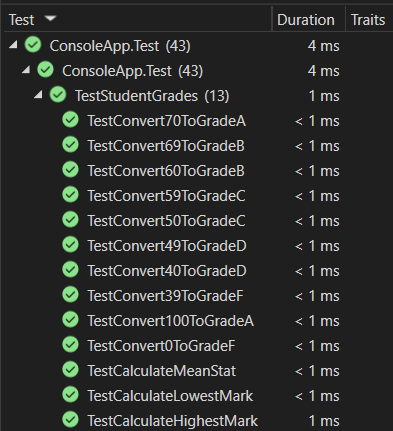 Test Duration Traits
ConsoleApp.Test (43) 4 ms
ConsoleApp.Test (43) 4 ms
TestStudentGrades (13) 1 ms
TestConvert70ToGradeA < 1 ms
TestConvert69ToGradeB < 1 ms
TestConvert60ToGradeB < 1 ms
TestConvert59ToGradeC < 1 ms
TestConvert50ToGradeC < 1 ms
TestConvert49ToGradeD < 1 ms
TestConvert40ToGradeD < 1 ms
TestConvert39ToGradeF < 1 ms
TestConvert100ToGradeA < 1 ms
TestConvert0ToGradeF < 1 ms
TestCalculateMeanStat < 1 ms
TestCalculateLowestMark < 1 ms
TestCalculateHighestMark 1 ms